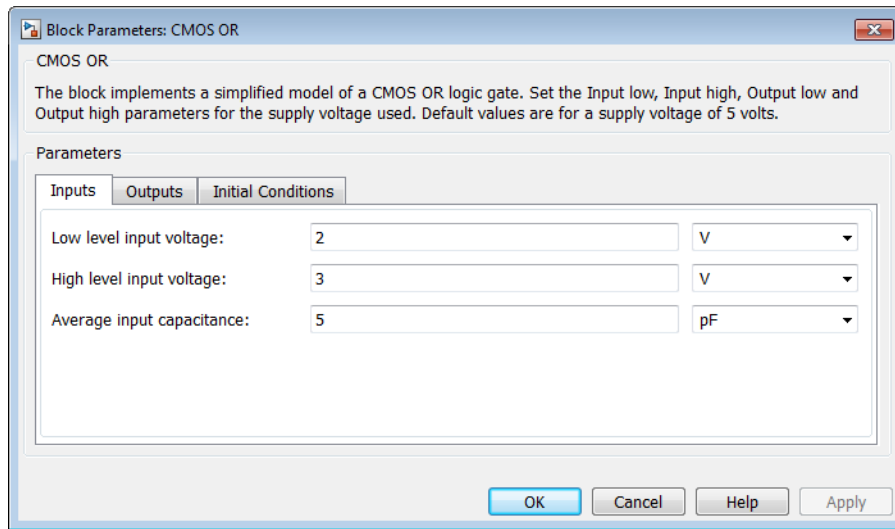 Block Parameters: CMOS OR
CMOS OR
The block implements a simplified model of a CMOS OR logic gate. Set the Input low, Input high, Output low and
Output high parameters for the supply voltage used. Default values are for a supply voltage of 5 volts.
Parameters
Inputs Outputs Initial Conditions
Low level input voltage: 2 V
High level input voltage: 3 V
Average input capacitance: 5 pF
OK Cancel Help Apply